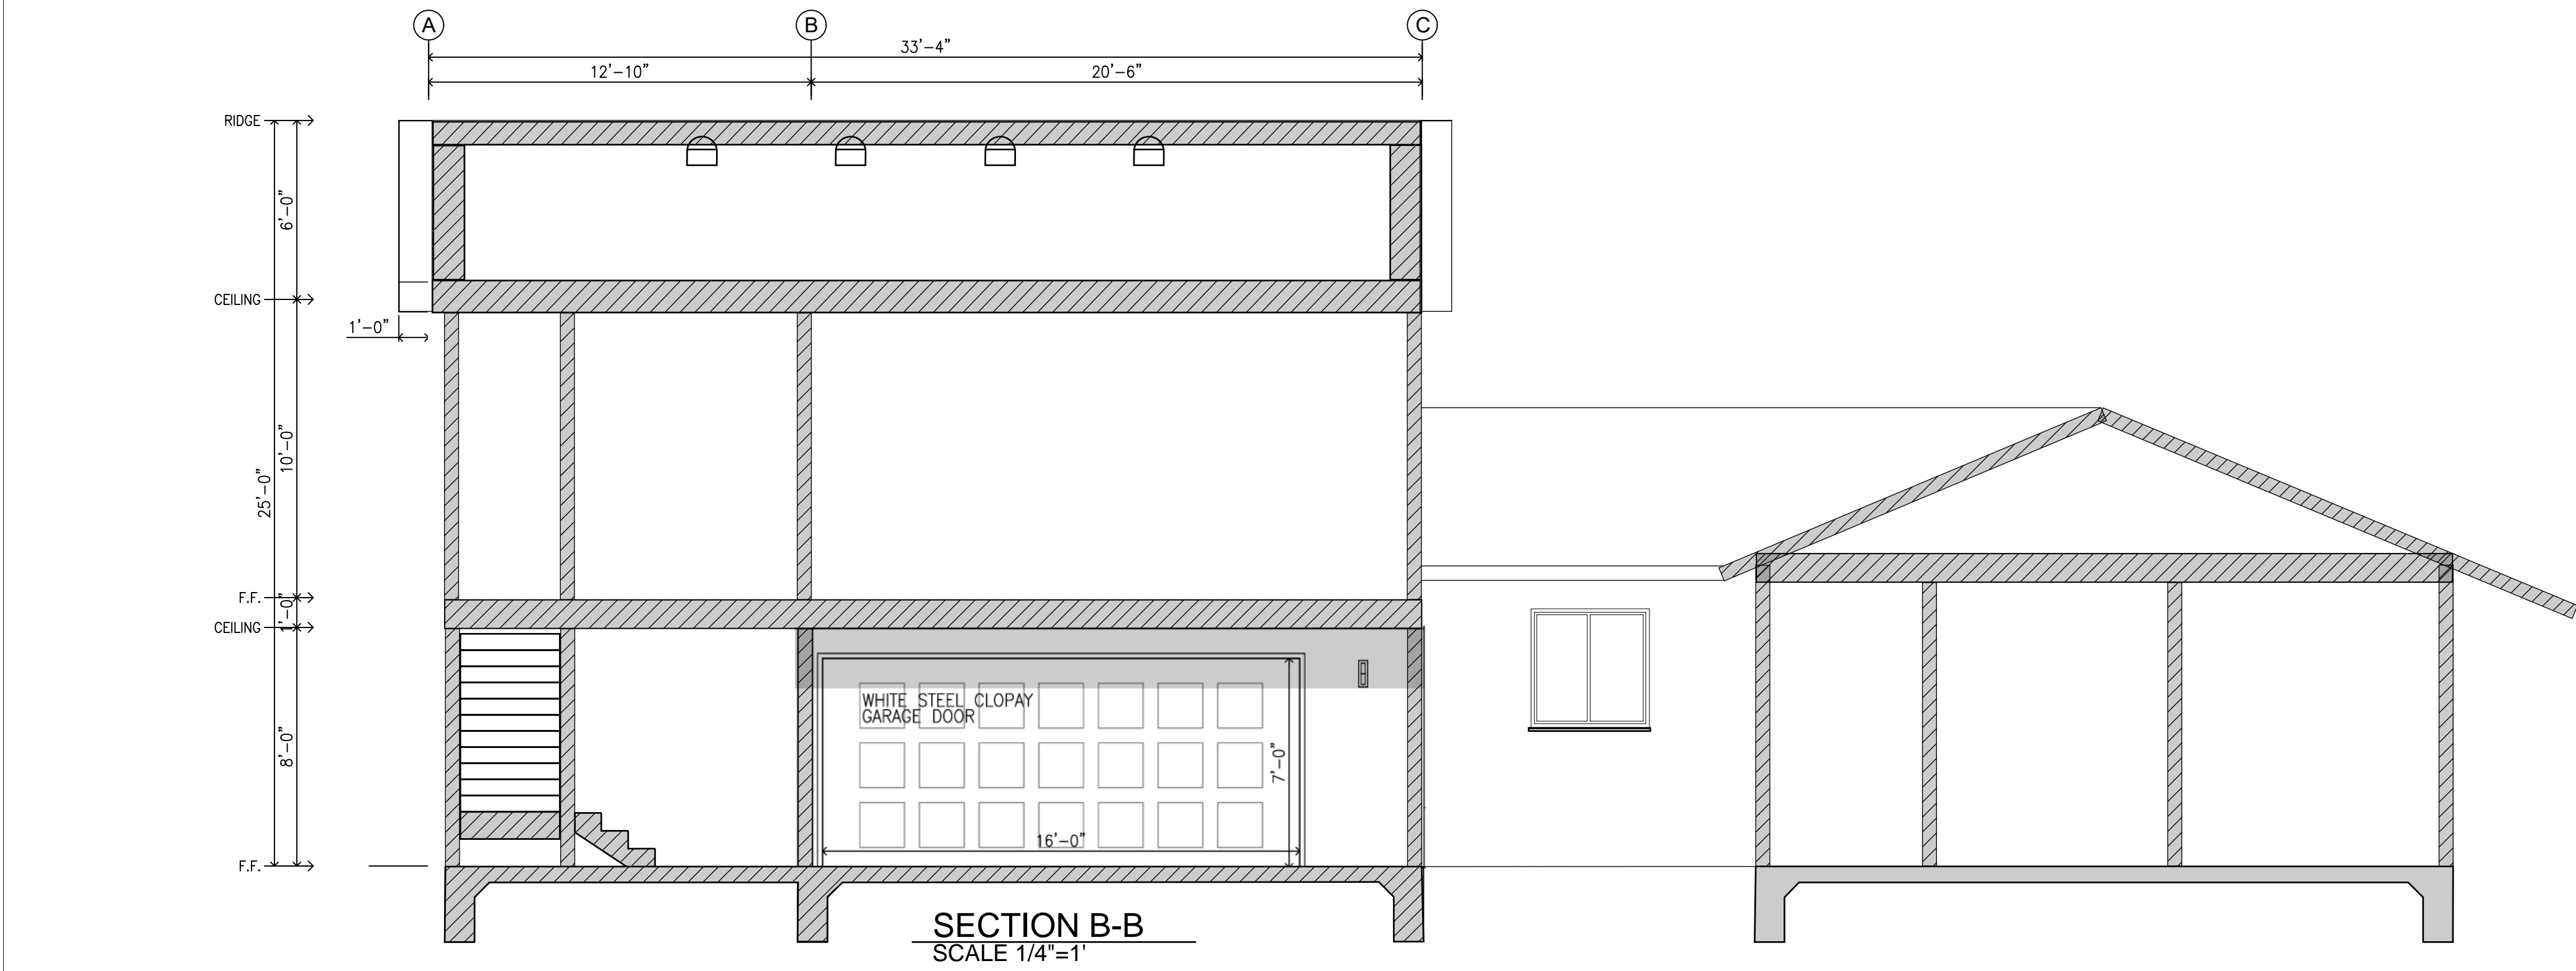 A
B
C
33'-4"
12'-10"
20'-6"
RIDGE
6'-0"
CEILING
1'-0"
10'-0"
25'-0"
F.F.
1'-0"
CEILING
WHITE STEEL CLOPAY
GARAGE DOOR
8'-0"
7'-0"
16'-0"
F.F.
SECTION B-B
SCALE 1/4"=1'